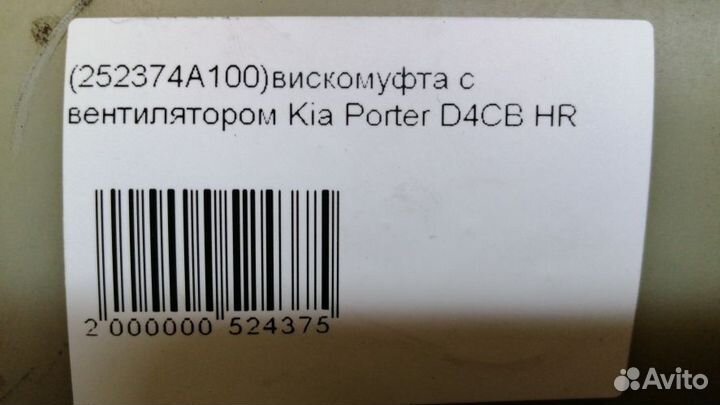 (252374A100)вискомуфта с
вентилятором Kia Porter D4CB HR
2 000000 524375
Avito